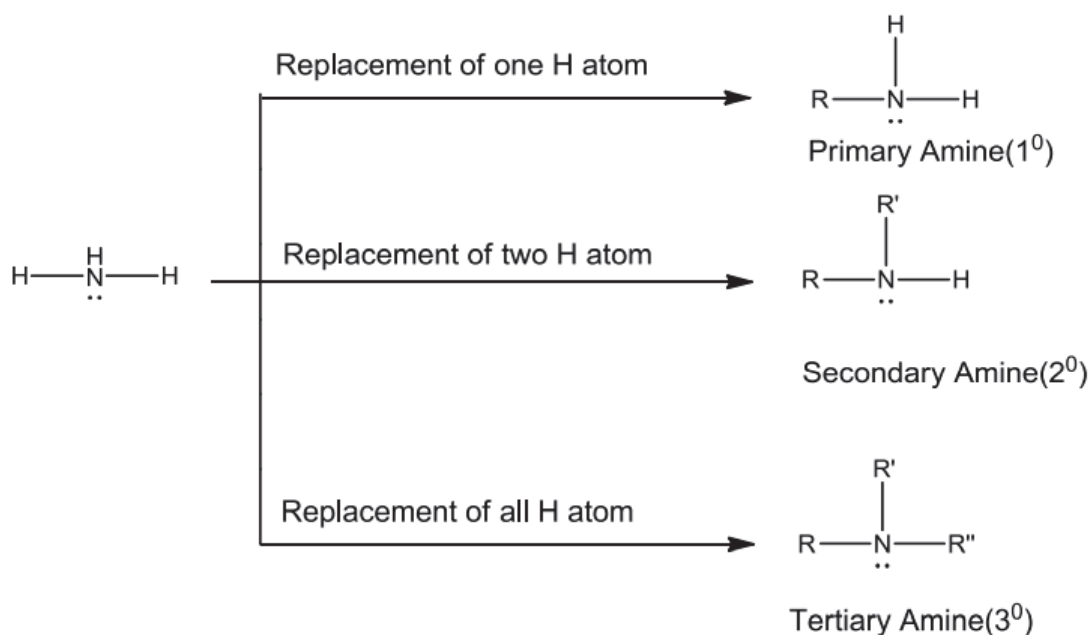 H
Replacement of one H atom
R—N—H
..
Primary Amine(1⁰)
R'
H
H—N—H
..
Replacement of two H atom
R—N—H
..
Secondary Amine(2⁰)
R'
Replacement of all H atom
R—N—R"
..
Tertiary Amine(3⁰)